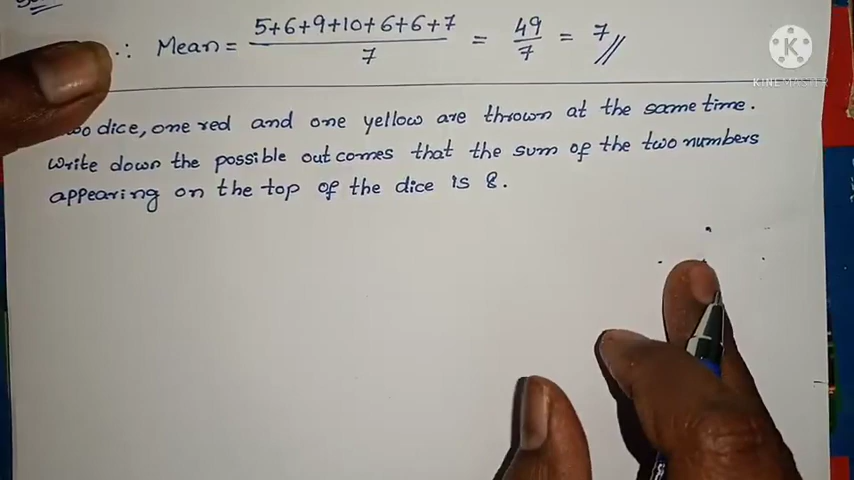 ∴ Mean = 5+6+9+10+6+6+7 / 7 = 49/7 = 7//
KINEMASTER
dice, one red and one yellow are thrown at the same time.
write down the possible outcomes that the sum of the two numbers
appearing on the top of the dice is 8.